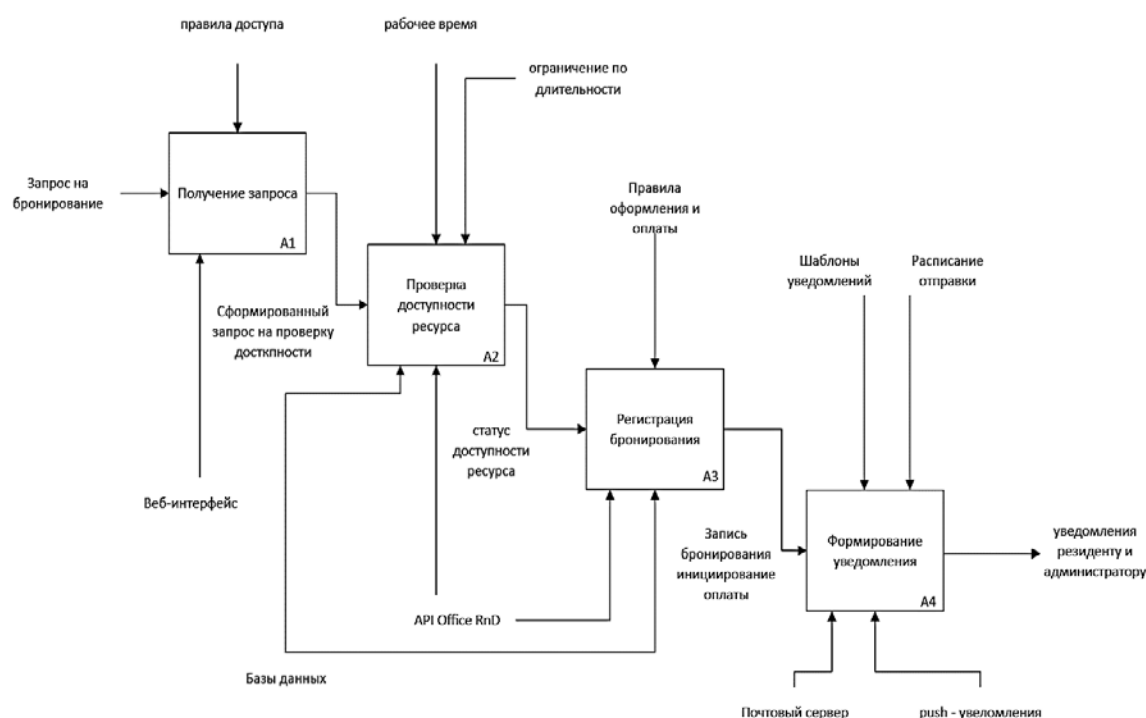 правила доступа
рабочее время
ограничение по
длительности
Запрос на
бронирование
Получение запроса
A1
Правила
оформления и
оплаты
Проверка
доступности
ресурса
A2
Сформированный
запрос на проверку
досткпности
Шаблоны
уведомлений
Расписание
отправки
Регистрация
бронирования
A3
статус
доступности
ресурса
Веб-интерфейс
Запись
бронирования
инициирование
оплаты
Формирование
уведомления
A4
уведомления
резиденту и
администратору
API Office RnD
Базы данных
Почтовый сервер
push - уведомления